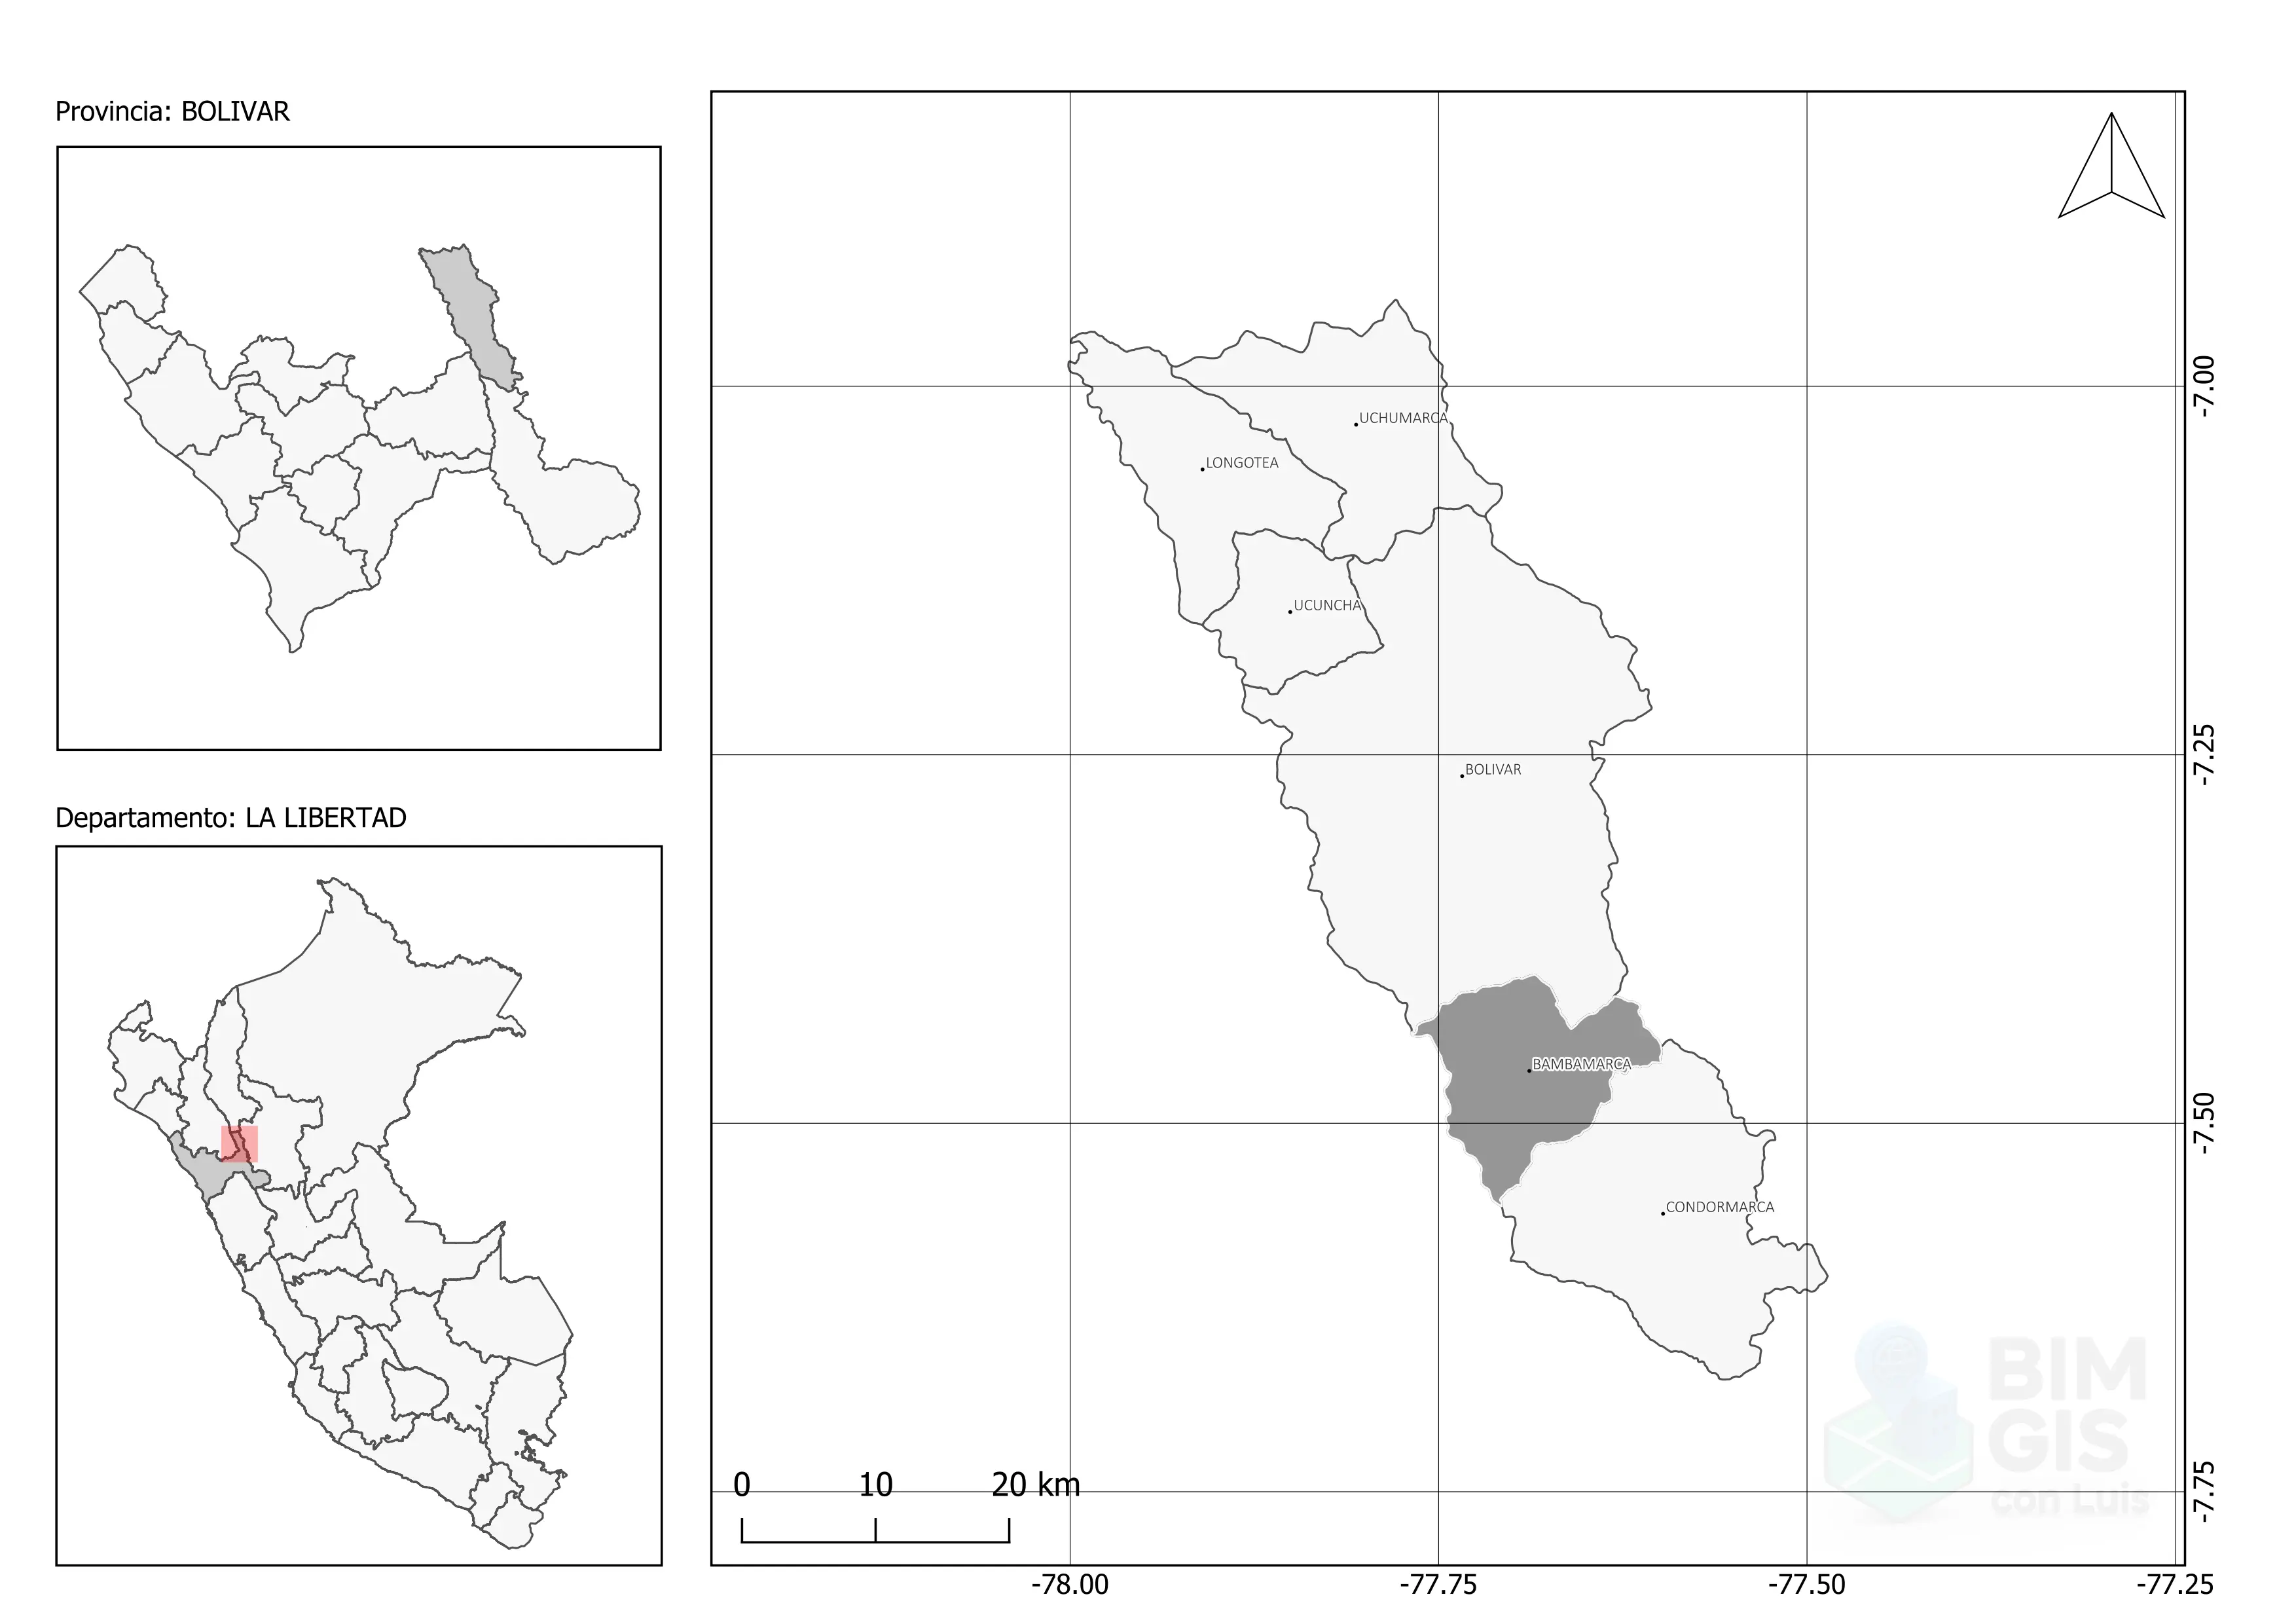 Provincia: BOLIVAR
Departamento: LA LIBERTAD
UCHUMARCA
LONGOTEA
UCUNCHA
BOLIVAR
BAMBAMARCA
CONDORMARCA
-7.00
-7.25
-7.50
-7.75
BIM
GIS
con Luis
0 10 20 km
-78.00 -77.75 -77.50 -77.25